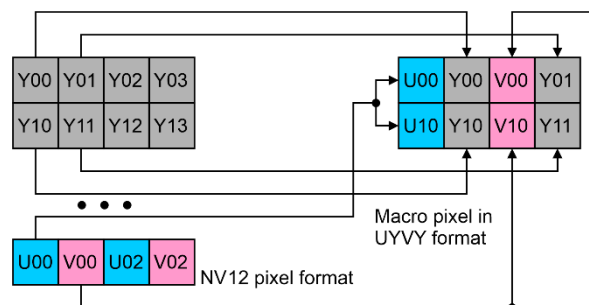 Y00 Y01 Y02 Y03
Y10 Y11 Y12 Y13
U00 Y00 V00 Y01
U10 Y10 V10 Y11
Macro pixel in
UYVY format
U00 V00 U02 V02
NV12 pixel format